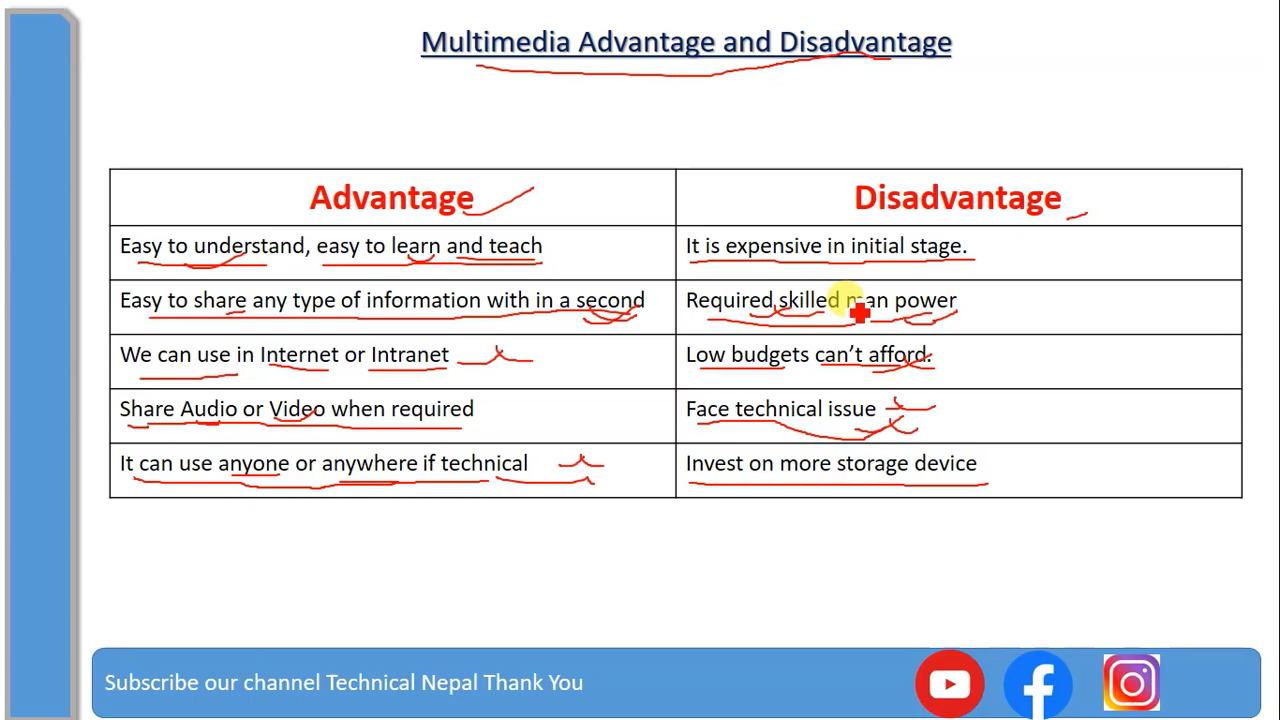 Multimedia Advantage and Disadvantage
Advantage
Disadvantage
Easy to understand, easy to learn and teach
It is expensive in initial stage.
Easy to share any type of information with in a second
Required skilled man power
We can use in Internet or Intranet
Low budgets can't afford.
Share Audio or Video when required
Face technical issue
It can use anyone or anywhere if technical
Invest on more storage device
Subscribe our channel Technical Nepal Thank You